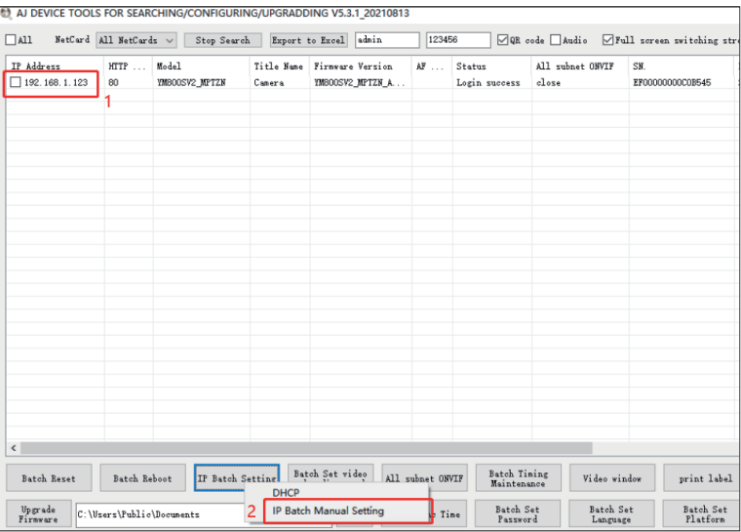 AJ DEVICE TOOLS FOR SEARCHING/CONFIGURING/UPGRADDING V5.3.1_20210813
All NetCard All NetCards Stop Search Export to Excel admin 123456 QR code Audio Full screen switching stre
IP Address HTTP ... Model Title Name Firmware Version AF ... Status All subnet ONVIF SN.
192.168.1.123 80 YM800SV2_MPTZN Camera YM800SV2_MPTZN_A... Login success close EF00000000C0B545
1
Batch Reset Batch Reboot IP Batch Setting Batch Set video All subnet ONVIF Batch Timing Maintenance Video window print label
DHCP
Upgrade Firmware C:\Users\Public\Documents 2 IP Batch Manual Setting Time Batch Set Password Batch Set Language Batch Set Platform